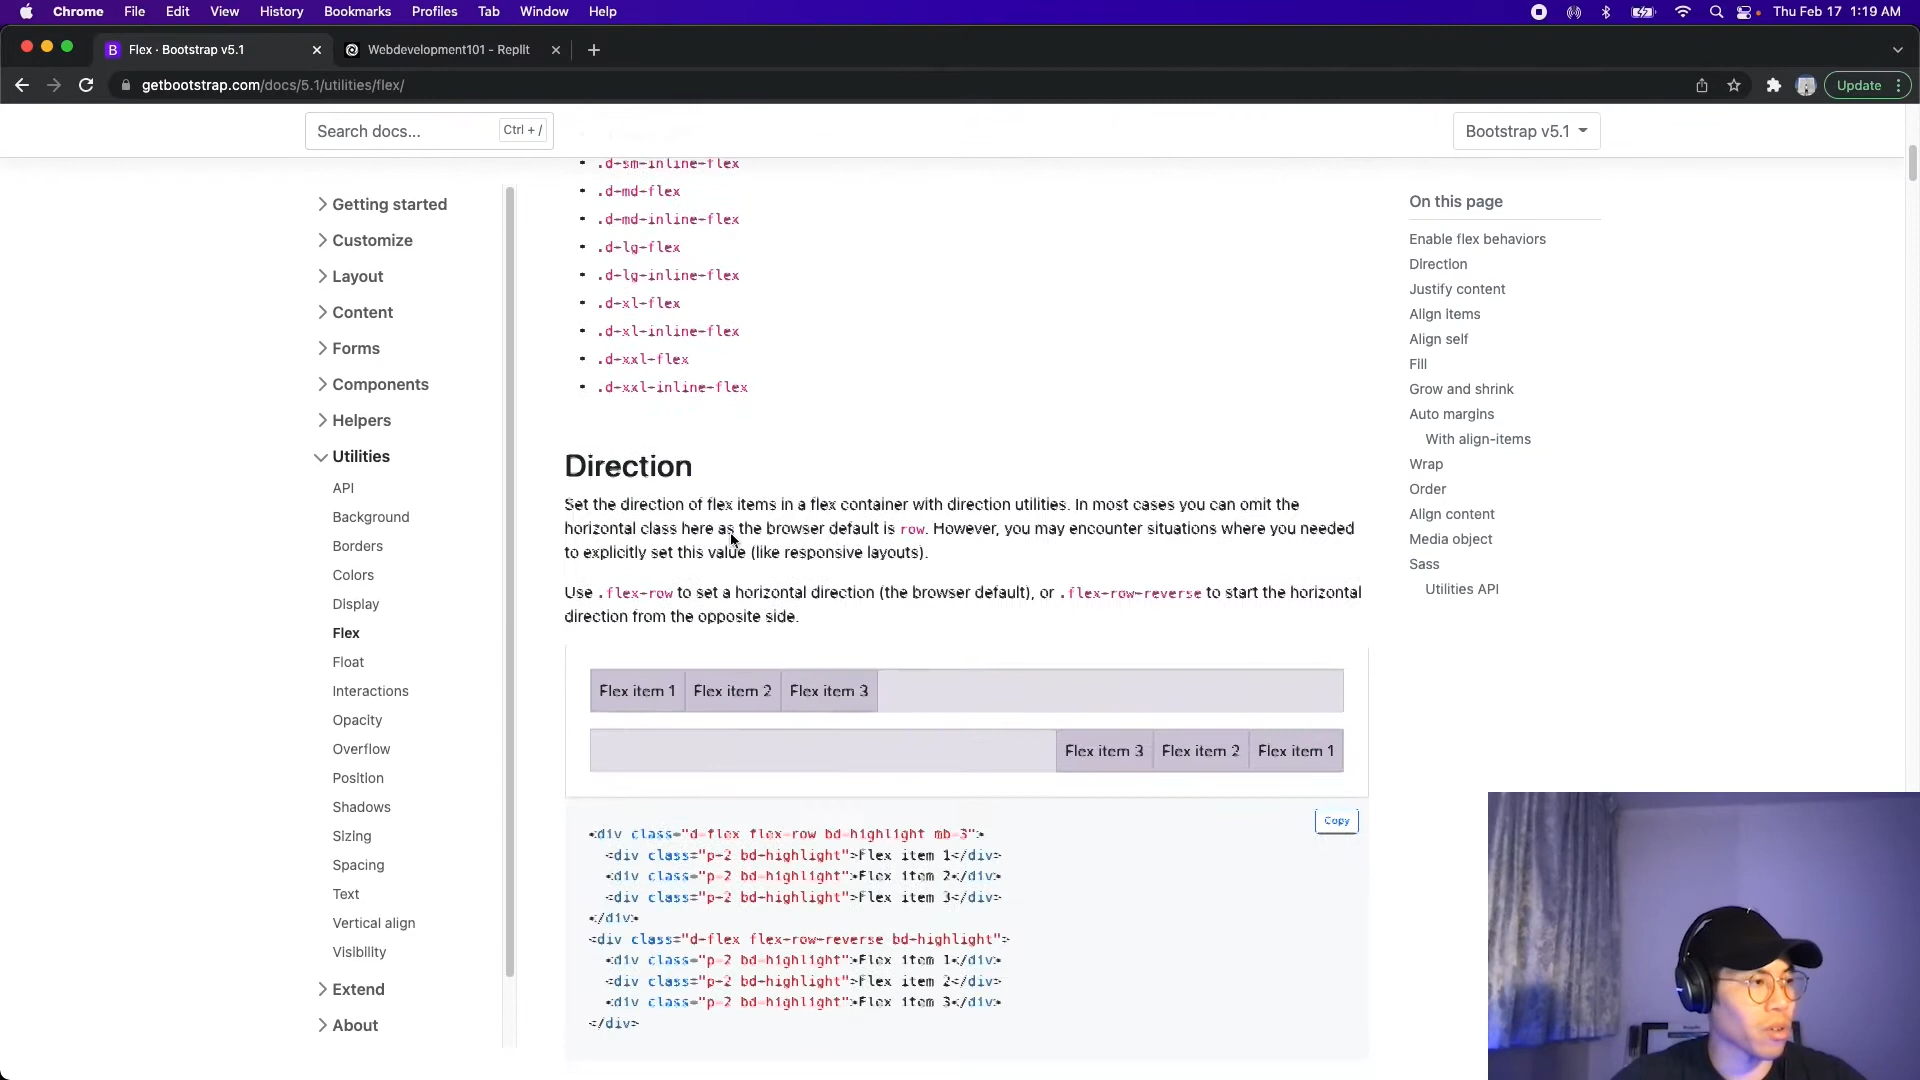 Chrome File Edit View History Bookmarks Profiles Tab Window Help Thu Feb 17 1:19 AM
B Flex · Bootstrap v5.1 Webdevelopment101 - Replit
getbootstrap.com/docs/5.1/utilities/flex/ Update
Search docs... Ctrl + / Bootstrap v5.1
Getting started
Customize
Layout
Content
Forms
Components
Helpers
Utilities
API
Background
Borders
Colors
Display
Flex
Float
Interactions
Opacity
Overflow
Position
Shadows
Sizing
Spacing
Text
Vertical align
Visibility
Extend
About
.d-sm-inline-flex
.d-md-flex
.d-md-inline-flex
.d-lg-flex
.d-lg-inline-flex
.d-xl-flex
.d-xl-inline-flex
.d-xxl-flex
.d-xxl-inline-flex
Direction
Set the direction of flex items in a flex container with direction utilities. In most cases you can omit the
horizontal class here as the browser default is row. However, you may encounter situations where you needed
to explicitly set this value (like responsive layouts).
Use .flex-row to set a horizontal direction (the browser default), or .flex-row-reverse to start the horizontal
direction from the opposite side.
Flex item 1 Flex item 2 Flex item 3
Flex item 3 Flex item 2 Flex item 1
Copy
<div class="d-flex flex-row bd-highlight mb-3">
<div class="p-2 bd-highlight">Flex item 1</div>
<div class="p-2 bd-highlight">Flex item 2</div>
<div class="p-2 bd-highlight">Flex item 3</div>
</div>
<div class="d-flex flex-row-reverse bd-highlight">
<div class="p-2 bd-highlight">Flex item 1</div>
<div class="p-2 bd-highlight">Flex item 2</div>
<div class="p-2 bd-highlight">Flex item 3</div>
</div>
On this page
Enable flex behaviors
Direction
Justify content
Align items
Align self
Fill
Grow and shrink
Auto margins
With align-items
Wrap
Order
Align content
Media object
Sass
Utilities API